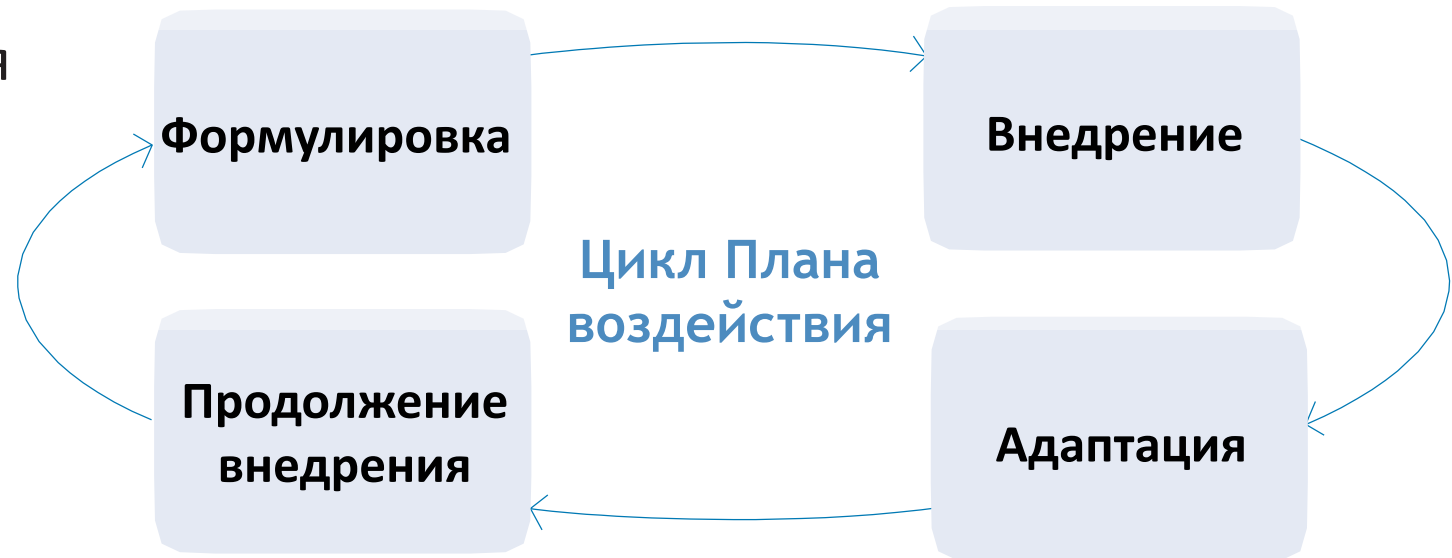 я
Формулировка
Внедрение
Цикл Плана
воздействия
Продолжение
внедрения
Адаптация